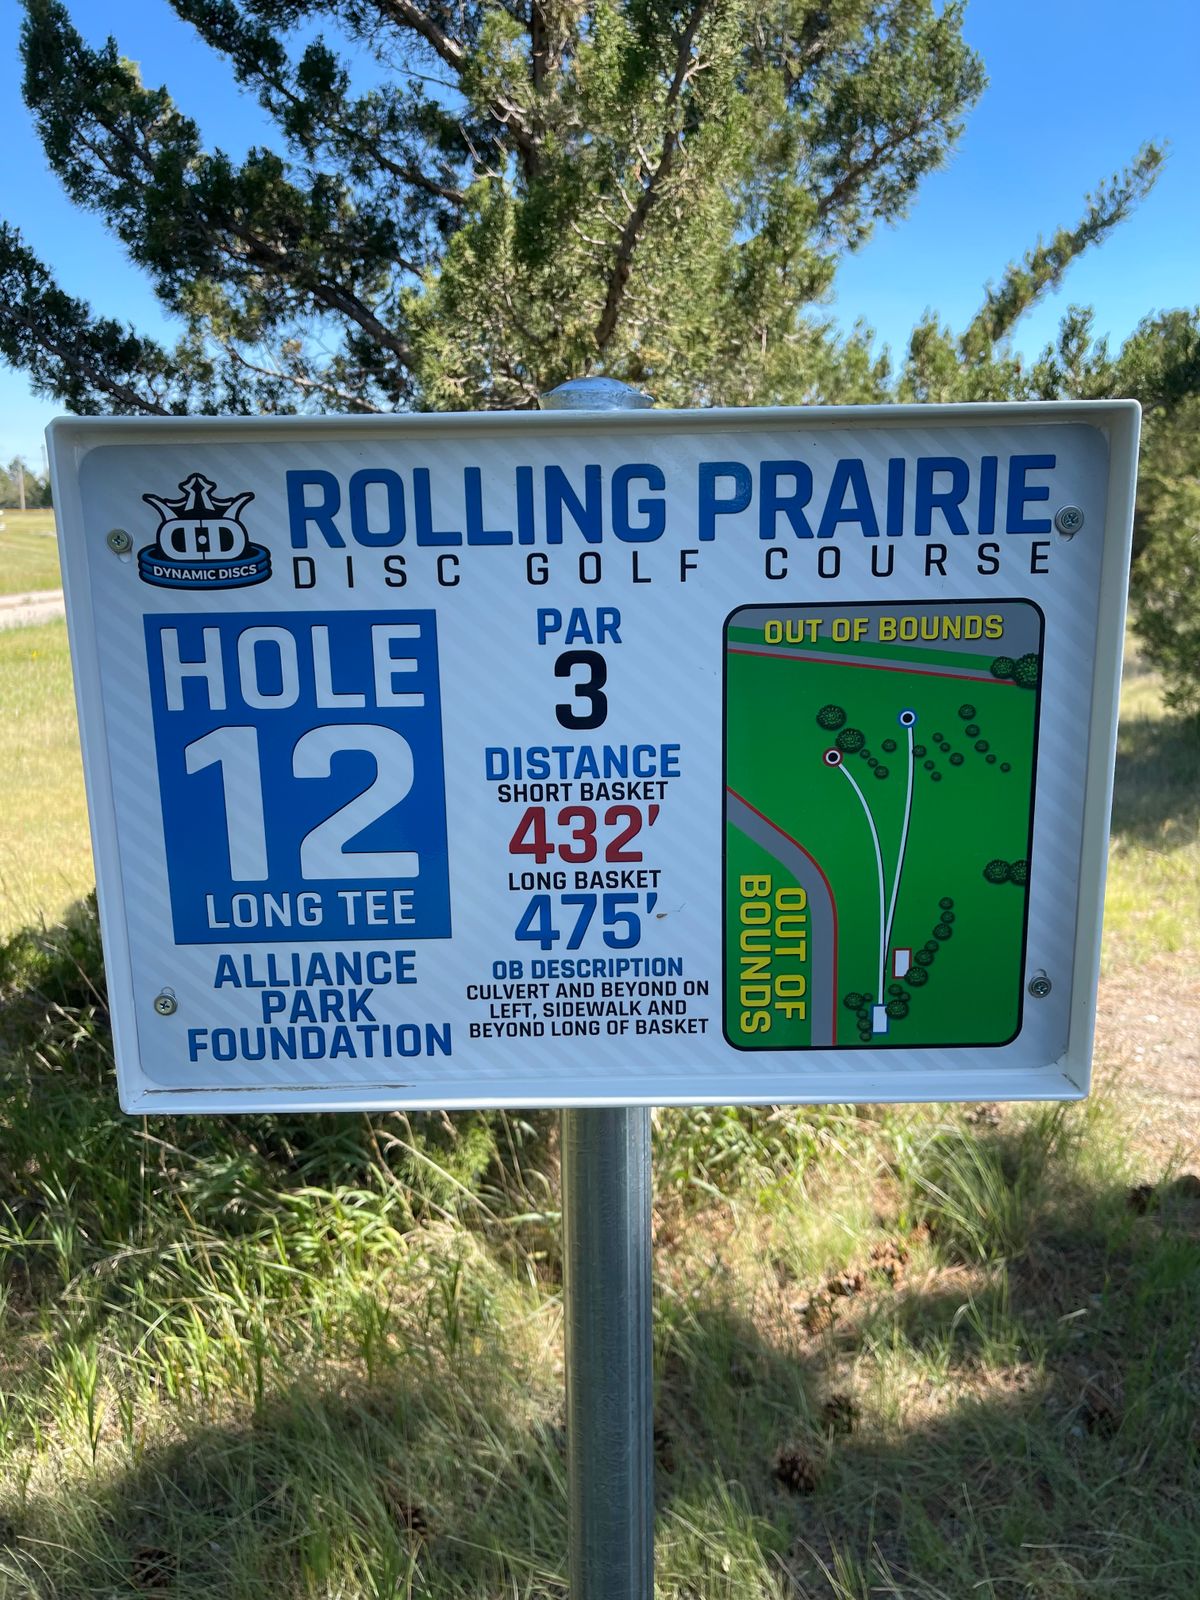 ROLLING PRAIRIE
DISC GOLF COURSE
DD
DYNAMIC DISCS
HOLE
12
LONG TEE
ALLIANCE
PARK
FOUNDATION
PAR
3
DISTANCE
SHORT BASKET
432'
LONG BASKET
475'
OB DESCRIPTION
CULVERT AND BEYOND ON
LEFT, SIDEWALK AND
BEYOND LONG OF BASKET
OUT OF BOUNDS
OUT OF
BOUNDS